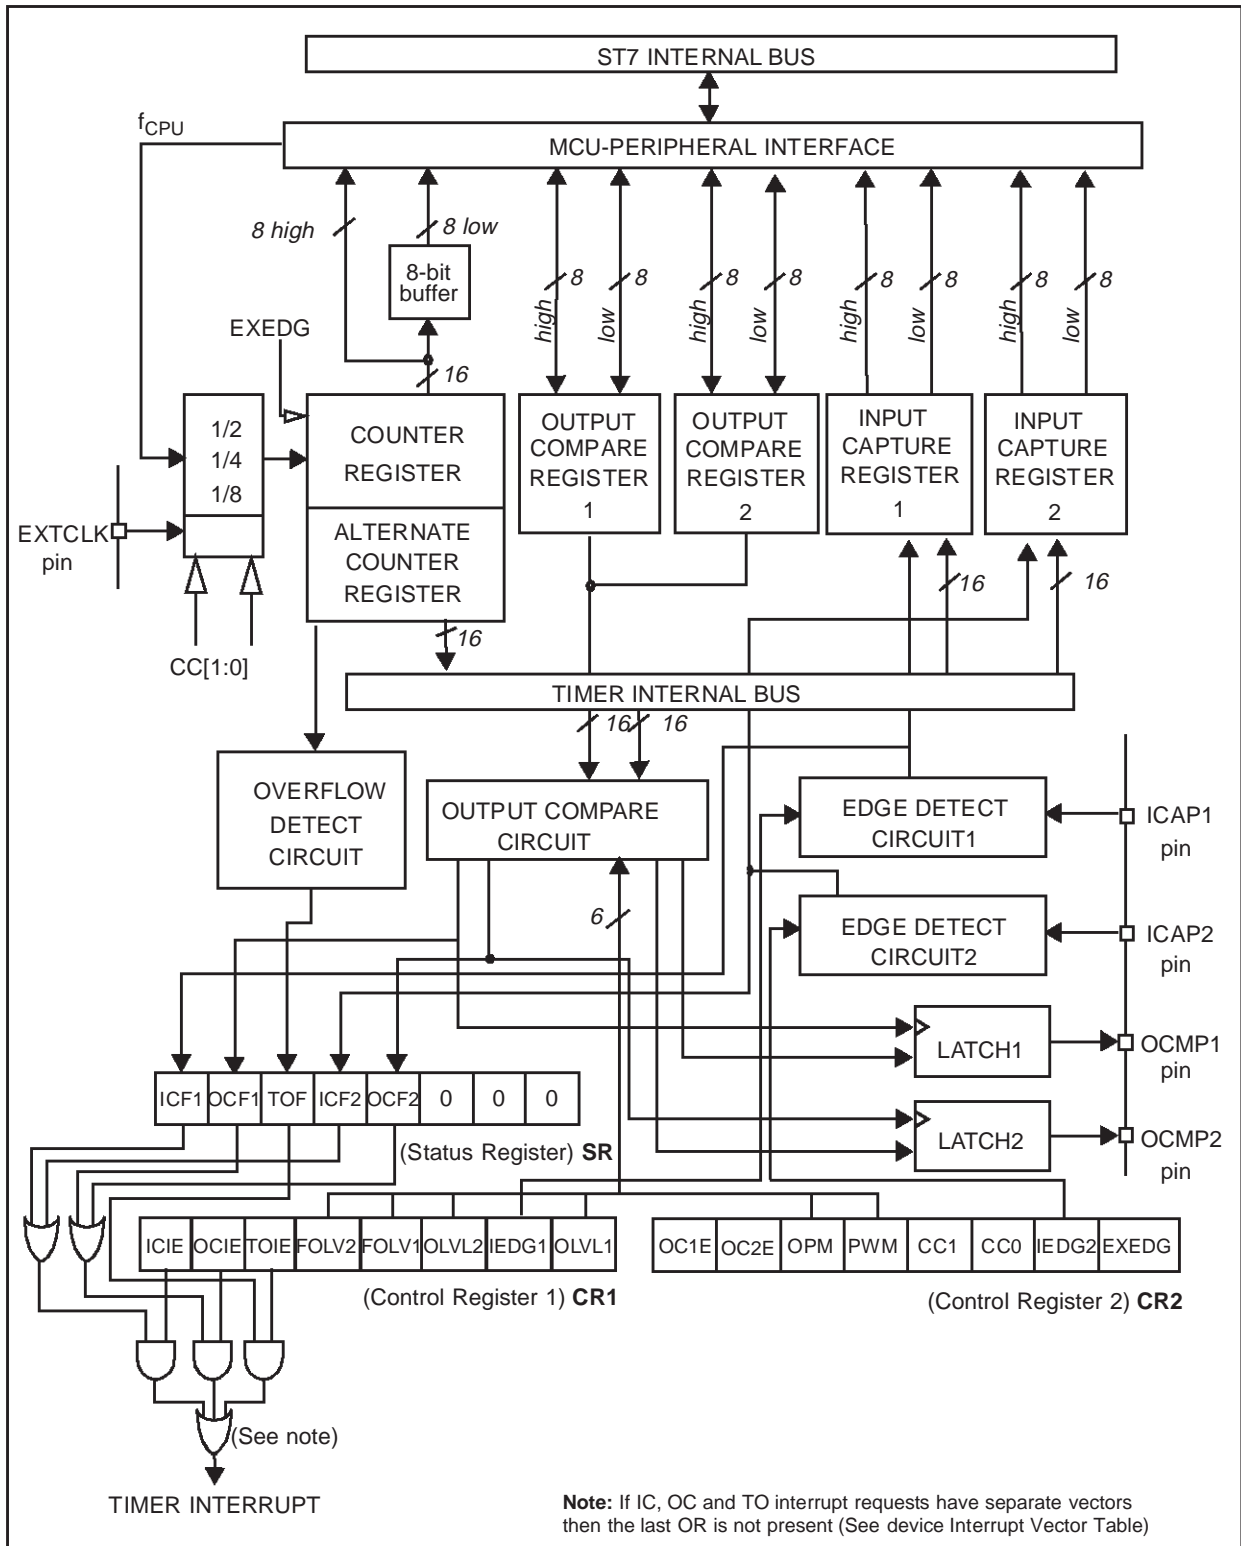 ST7 INTERNAL BUS
fCPU
MCU-PERIPHERAL INTERFACE
8 high
8 low
8-bit
buffer
8
8
8
8
8
8
8
8
high
low
high
low
high
low
high
low
EXEDG
16
1/2
1/4
1/8
COUNTER
REGISTER
OUTPUT
COMPARE
REGISTER
1
OUTPUT
COMPARE
REGISTER
2
INPUT
CAPTURE
REGISTER
1
INPUT
CAPTURE
REGISTER
2
EXTCLK
pin
ALTERNATE
COUNTER
REGISTER
16
16
16
CC[1:0]
TIMER INTERNAL BUS
16
16
OVERFLOW
DETECT
CIRCUIT
OUTPUT COMPARE
CIRCUIT
EDGE DETECT
CIRCUIT1
ICAP1
pin
6
EDGE DETECT
CIRCUIT2
ICAP2
pin
LATCH1
OCMP1
pin
ICF1 OCF1 TOF ICF2 OCF2 0 0 0
(Status Register) SR
LATCH2
OCMP2
pin
ICIE OCIE TOIE FOLV2 FOLV1 OLVL2 IEDG1 OLVL1
(Control Register 1) CR1
OC1E OC2E OPM PWM CC1 CC0 IEDG2 EXEDG
(Control Register 2) CR2
(See note)
TIMER INTERRUPT
Note: If IC, OC and TO interrupt requests have separate vectors
then the last OR is not present (See device Interrupt Vector Table)